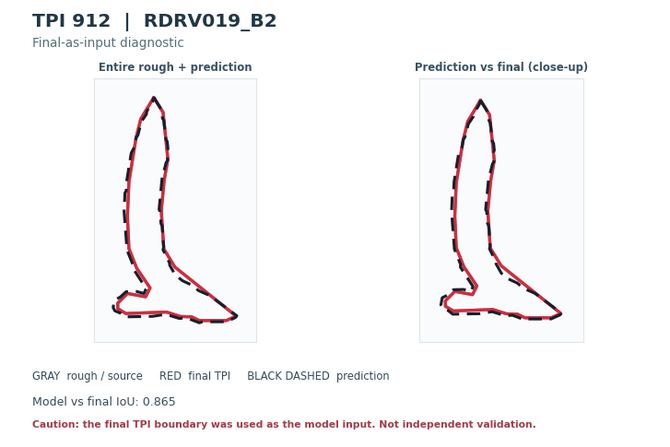 TPI 912 | RDRV019_B2
Final-as-input diagnostic
Entire rough + prediction
Prediction vs final (close-up)
GRAY rough / source RED final TPI BLACK DASHED prediction
Model vs final IoU: 0.865
Caution: the final TPI boundary was used as the model input. Not independent validation.